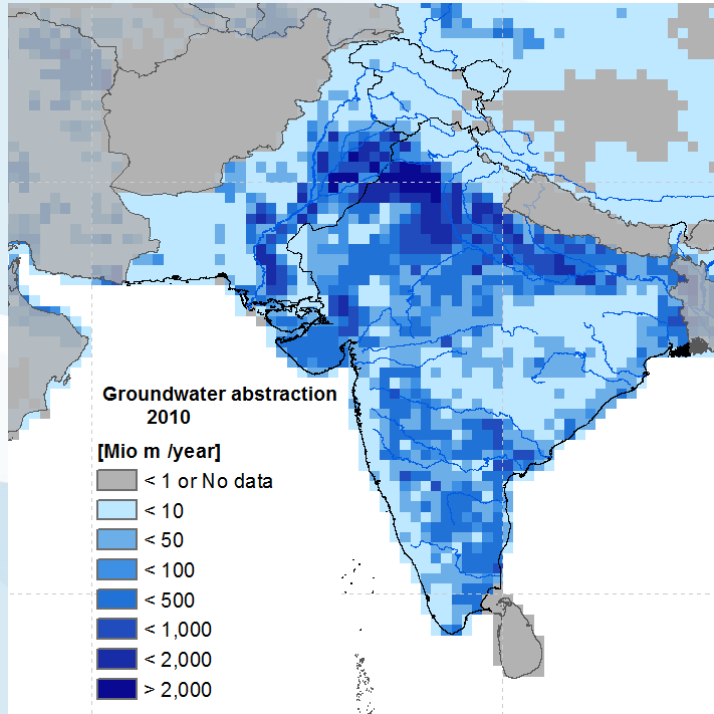 Groundwater abstraction
2010
[Mio m /year]
< 1 or No data
< 10
< 50
< 100
< 500
< 1,000
< 2,000
> 2,000